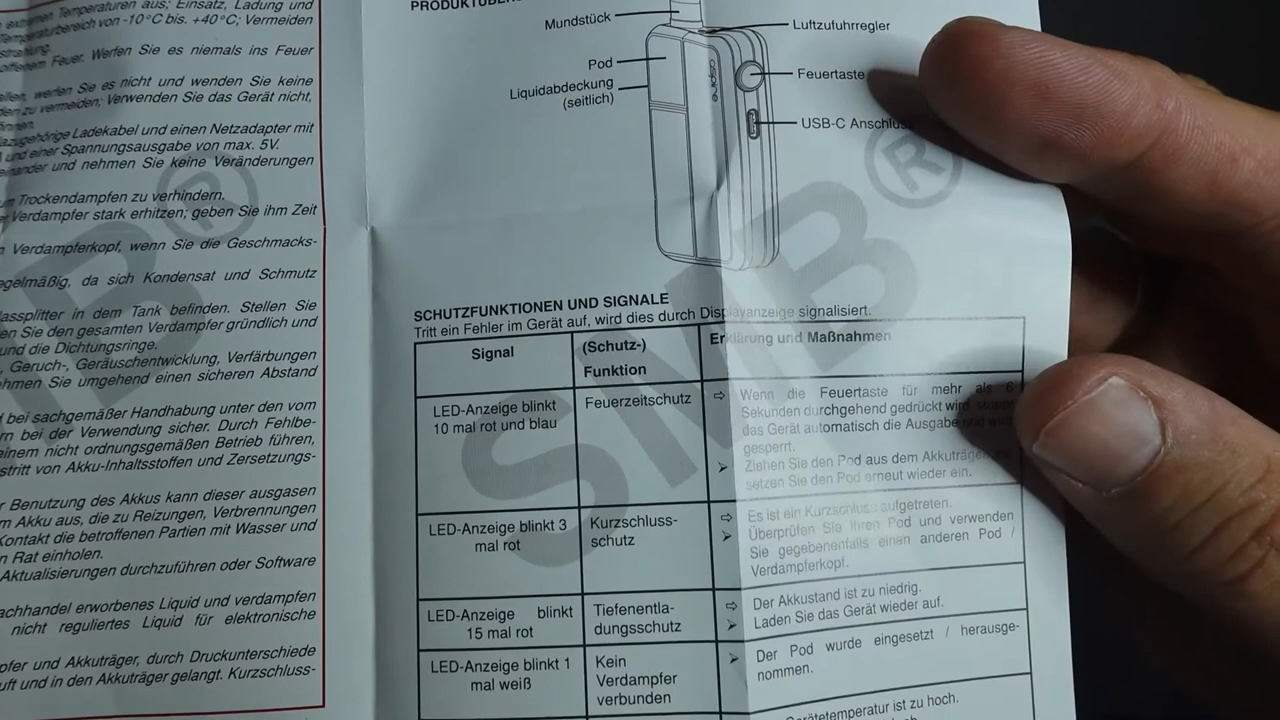 extremen Temperaturen aus; Einsatz, Ladung und
Temperaturbereich von -10°C bis. +40°C; Vermeiden
offenem Feuer. Werfen Sie es niemals ins Feuer
werfen Sie es nicht und wenden Sie keine
zu vermeiden; Verwenden Sie das Gerät nicht,
Ladekabel und einen Netzadapter mit
und einer Spannungsausgabe von max. 5V.
und nehmen Sie keine Veränderungen
Trockendampfen zu verhindern.
Verdampfer stark erhitzen; geben Sie ihm Zeit
Verdampferkopf, wenn Sie die Geschmacks-
da sich Kondensat und Schmutz
in dem Tank befinden. Stellen Sie
Sie den gesamten Verdampfer gründlich und
und die Dichtungsringe.
Geruch-, Geräuschentwicklung, Verfärbungen
Sie umgehend einen sicheren Abstand
bei sachgemäßer Handhabung unter den vom
bei der Verwendung sicher. Durch Fehlbe-
einem nicht ordnungsgemäßen Betrieb führen,
von Akku-Inhaltsstoffen und Zersetzungs-
Benutzung des Akkus kann dieser ausgasen
Akku aus, die zu Reizungen, Verbrennungen
die betroffenen Partien mit Wasser und
Rat einholen.
Aktualisierungen durchzuführen oder Software
erworbenes Liquid und verdampfen
nicht reguliertes Liquid für elektronische
und Akkuträger, durch Druckunterschiede
und in den Akkuträger gelangt. Kurzschluss-
Mundstück
Luftzufuhrregler
Pod
Feuertaste
Liquidabdeckung
(seitlich)
USB-C Anschluss
SMB®
SCHUTZFUNKTIONEN UND SIGNALE
Tritt ein Fehler im Gerät auf, wird dies durch Displayanzeige signalisiert.
Signal
(Schutz-)
Funktion
Erklärung und Maßnahmen
LED-Anzeige blinkt
10 mal rot und blau
Feuerzeitschutz
⇨ Wenn die Feuertaste für mehr als 6
Sekunden durchgehend gedrückt wird
das Gerät automatisch die Ausgabe und wird
gesperrt.
➢ Ziehen Sie den Pod aus dem Akkuträger
setzen Sie den Pod erneut wieder ein.
LED-Anzeige blinkt 3
mal rot
Kurzschluss-
schutz
⇨ Es ist ein Kurzschluss aufgetreten.
➢ Überprüfen Sie Ihren Pod und verwenden
Sie gegebenenfalls einen anderen Pod /
Verdampferkopf.
LED-Anzeige blinkt
15 mal rot
Tiefenentla-
dungsschutz
⇨ Der Akkustand ist zu niedrig.
➢ Laden Sie das Gerät wieder auf.
LED-Anzeige blinkt 1
mal weiß
Kein
Verdampfer
verbunden
➢ Der Pod wurde eingesetzt / herausge-
nommen.
Gerätetemperatur ist zu hoch.